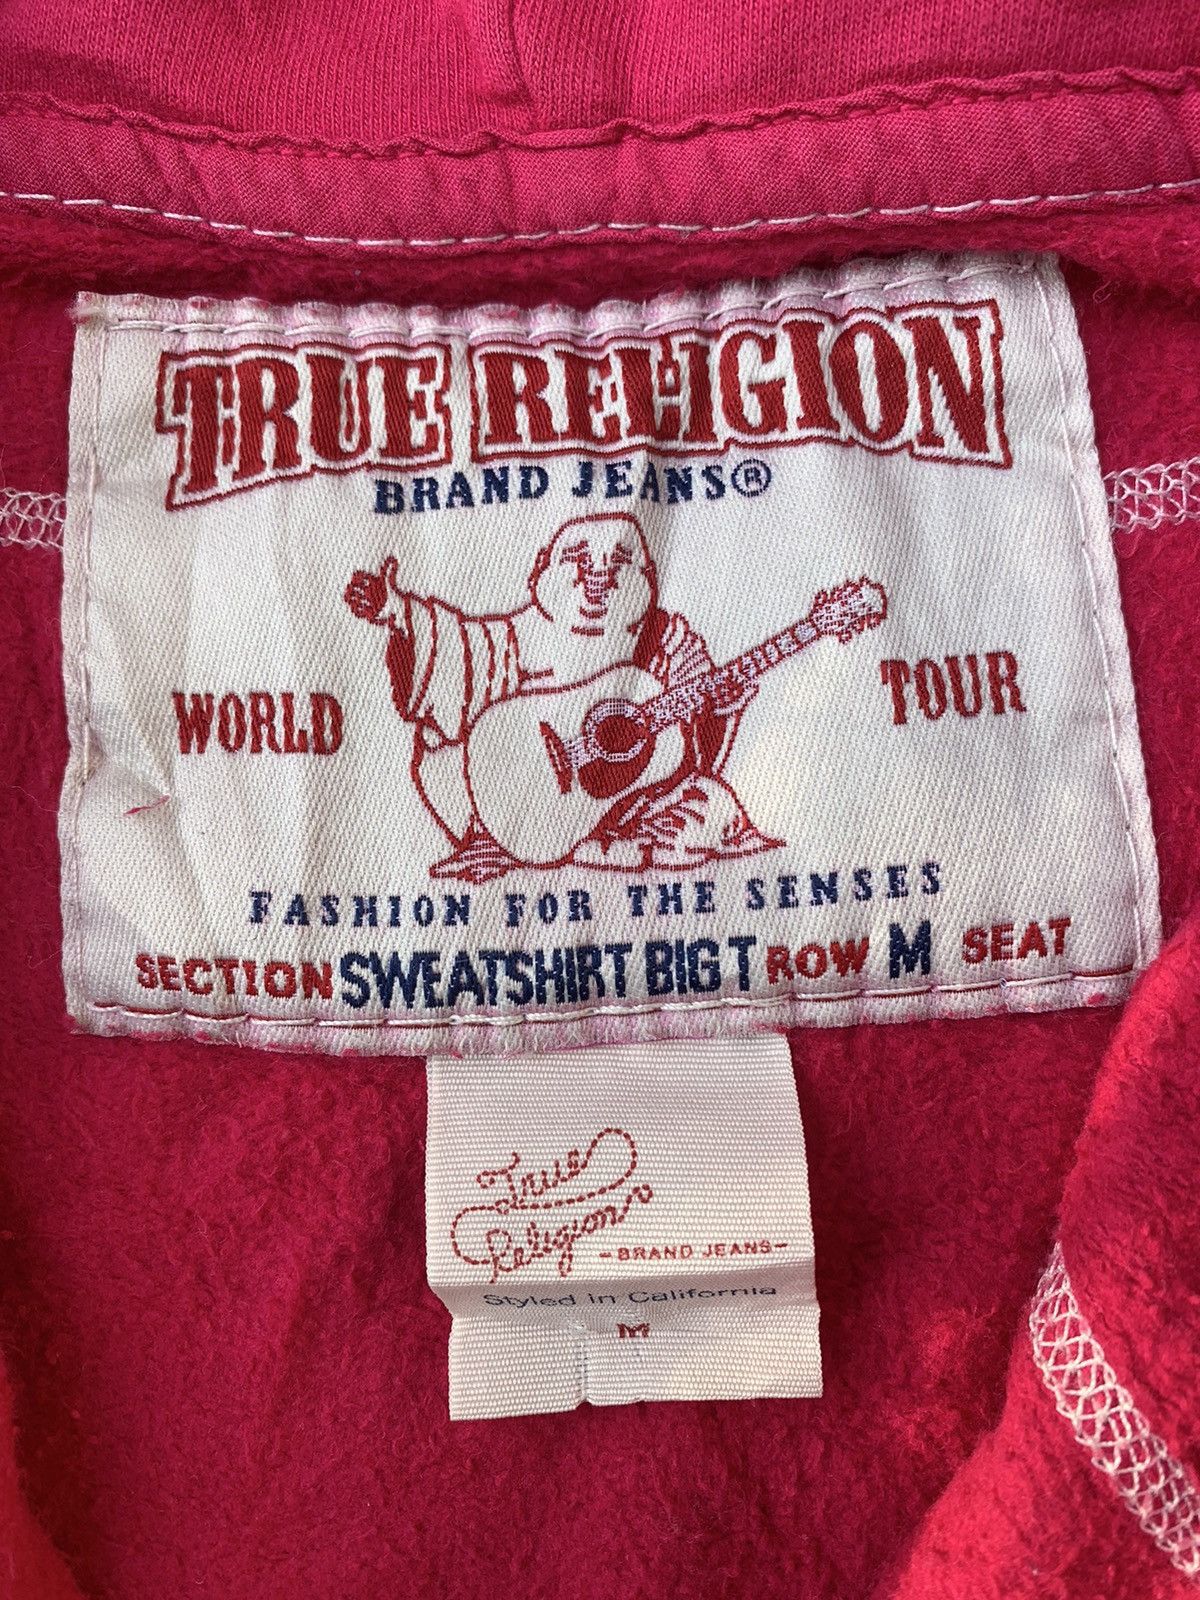 TRUE RELIGION
BRAND JEANS®
WORLD TOUR
FASHION FOR THE SENSES
SECTION SWEATSHIRT BIG T ROW M SEAT
True
Religion
-BRAND JEANS-
Styled in California
M